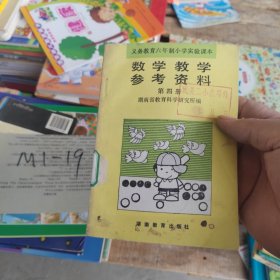 义务教育六年制小学实验课本
数学教学
参考资料
第四册
湖南省教育科学研究所编
湖南教育出版社
M1-19